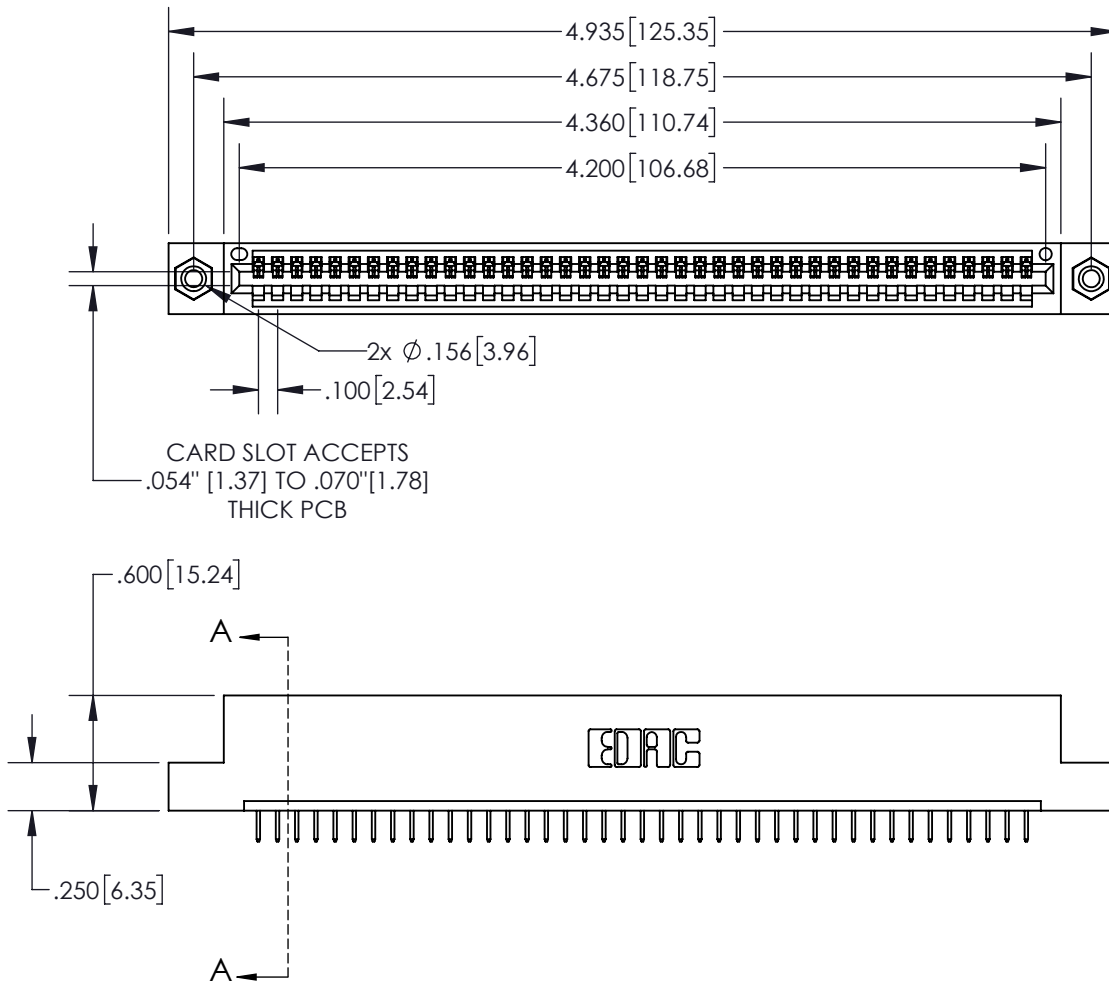 4.935[125.35]
4.675[118.75]
4.360[110.74]
4.200[106.68]
2x Ø.156[3.96]
.100[2.54]
CARD SLOT ACCEPTS
.054" [1.37] TO .070"[1.78]
THICK PCB
.600[15.24]
A
EDAC
.250[6.35]
A